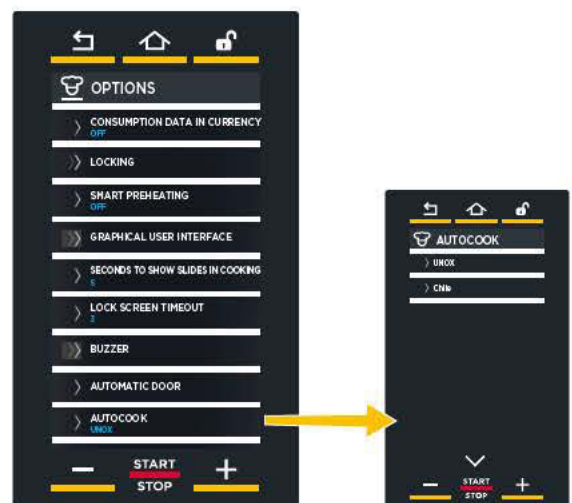 OPTIONS
CONSUMPTION DATA IN CURRENCY
OFF
LOCKING
SMART PREHEATING
OFF
GRAPHICAL USER INTERFACE
SECONDS TO SHOW SLIDES IN COOKING
5
LOCK SCREEN TIMEOUT
3
BUZZER
AUTOMATIC DOOR
AUTOCOOK
UNOX
START
STOP
AUTOCOOK
UNOX
Chile
START
STOP